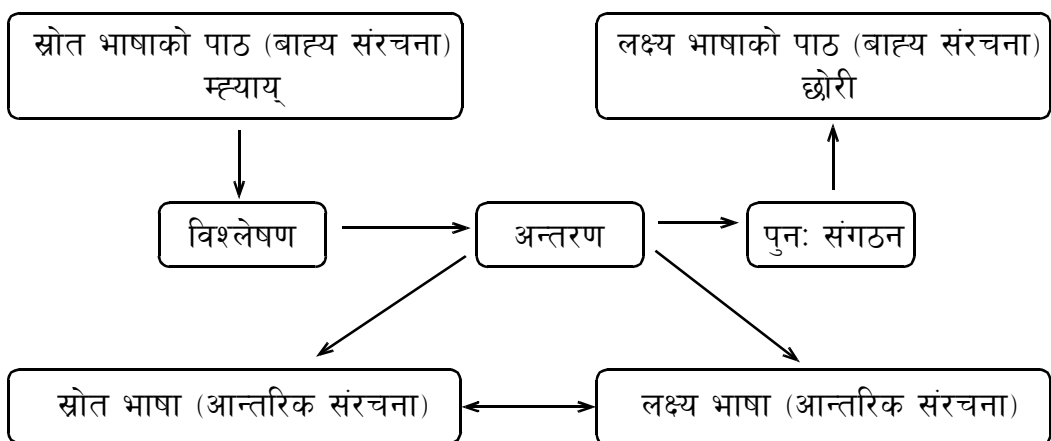 स्रोत भाषाको पाठ (बाह्य संरचना)
म्ह्याय्
लक्ष्य भाषाको पाठ (बाह्य संरचना)
छोरी
विश्लेषण
अन्तरण
पुनः संगठन
स्रोत भाषा (आन्तरिक संरचना)
लक्ष्य भाषा (आन्तरिक संरचना)